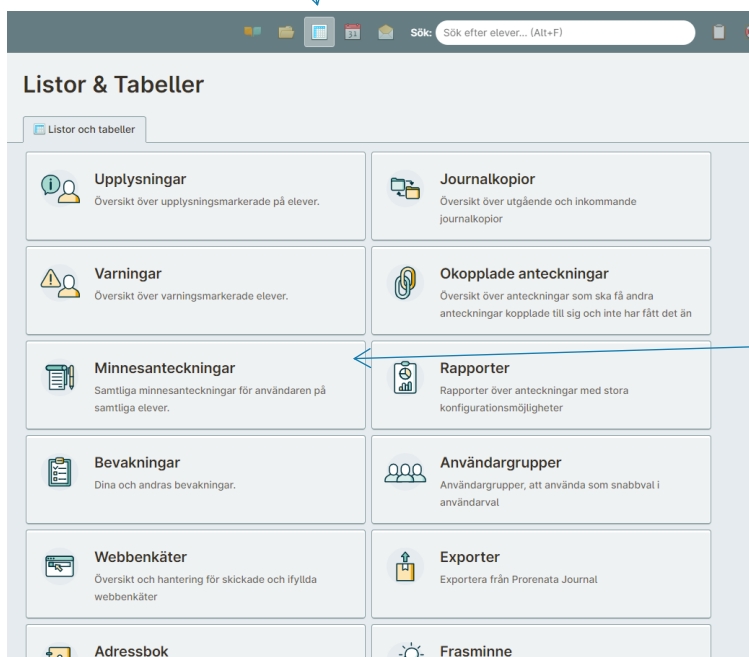 Sök: Sök efter elever... (Alt+F)
Listor & Tabeller
Listor och tabeller
Upplysningar
Översikt över upplysningsmarkerade på elever.
Journalkopior
Översikt över utgående och inkommande
journalkopior
Varningar
Översikt över varningsmarkerade elever.
Okopplade anteckningar
Översikt över anteckningar som ska få andra
anteckningar kopplade till sig och inte har fått det än
Minnesanteckningar
Samtliga minnesanteckningar för användaren på
samtliga elever.
Rapporter
Rapporter över anteckningar med stora
konfigurationsmöjligheter
Bevakningar
Dina och andras bevakningar.
Användargrupper
Användargrupper, att använda som snabbval i
användarval
Webbenkäter
Översikt och hantering för skickade och ifyllda
webbenkäter
Exporter
Exportera från Prorenata Journal
Adressbok
Frasminne